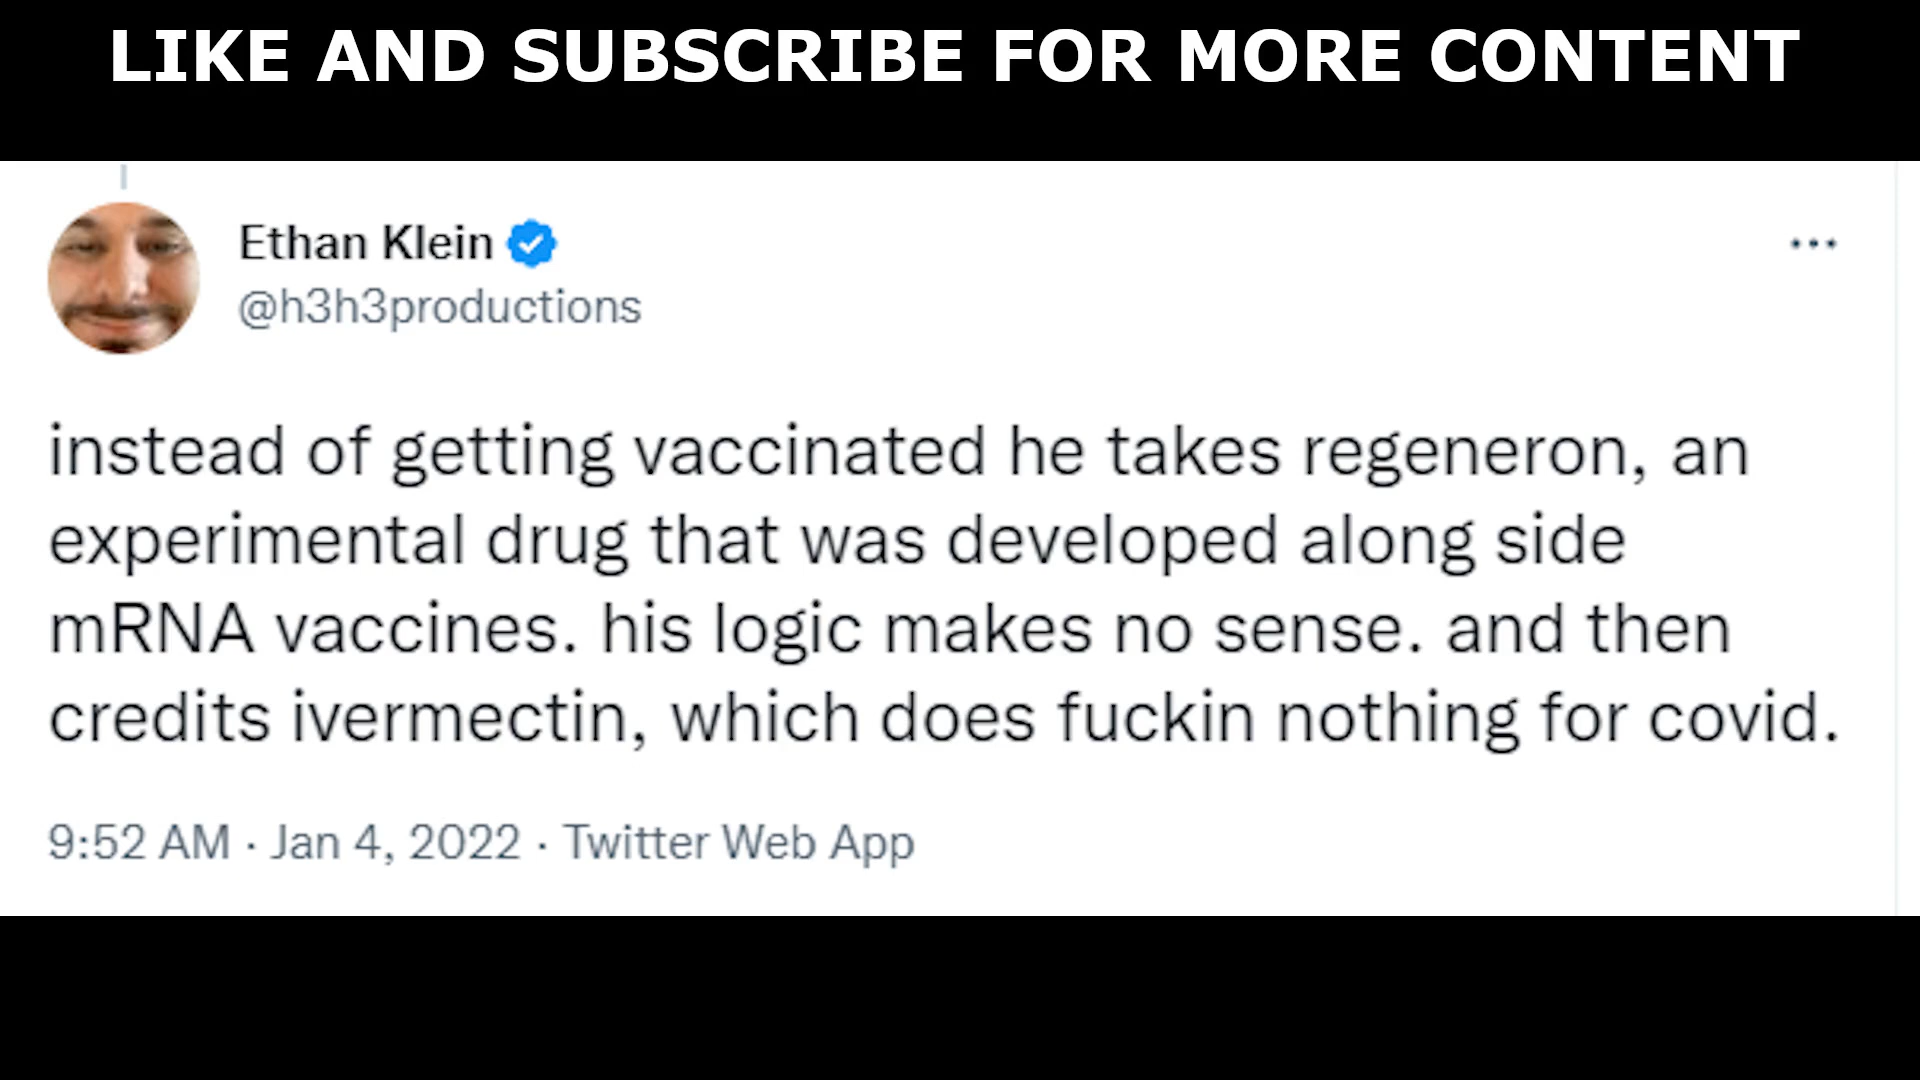 LIKE AND SUBSCRIBE FOR MORE CONTENT
Ethan Klein
@h3h3productions
instead of getting vaccinated he takes regeneron, an
experimental drug that was developed along side
mRNA vaccines. his logic makes no sense. and then
credits ivermectin, which does fuckin nothing for covid.
9:52 AM · Jan 4, 2022 · Twitter Web App